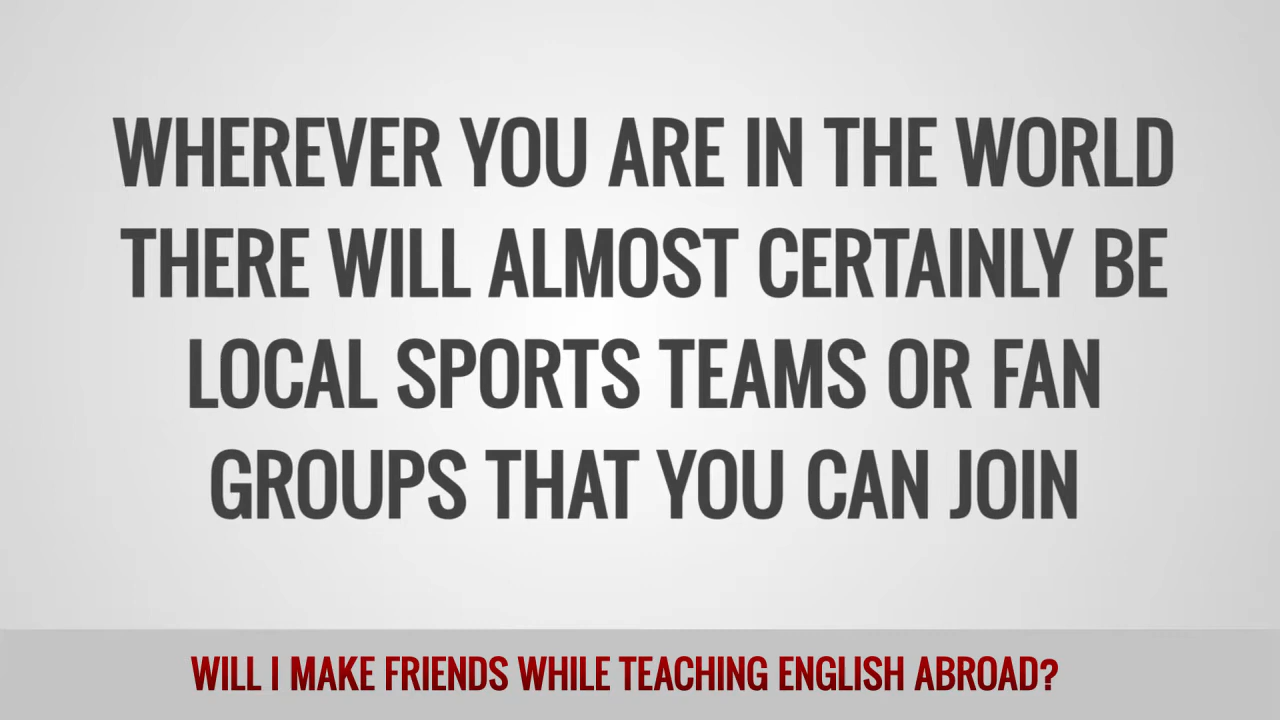 WHEREVER YOU ARE IN THE WORLD
THERE WILL ALMOST CERTAINLY BE
LOCAL SPORTS TEAMS OR FAN
GROUPS THAT YOU CAN JOIN
WILL I MAKE FRIENDS WHILE TEACHING ENGLISH ABROAD?